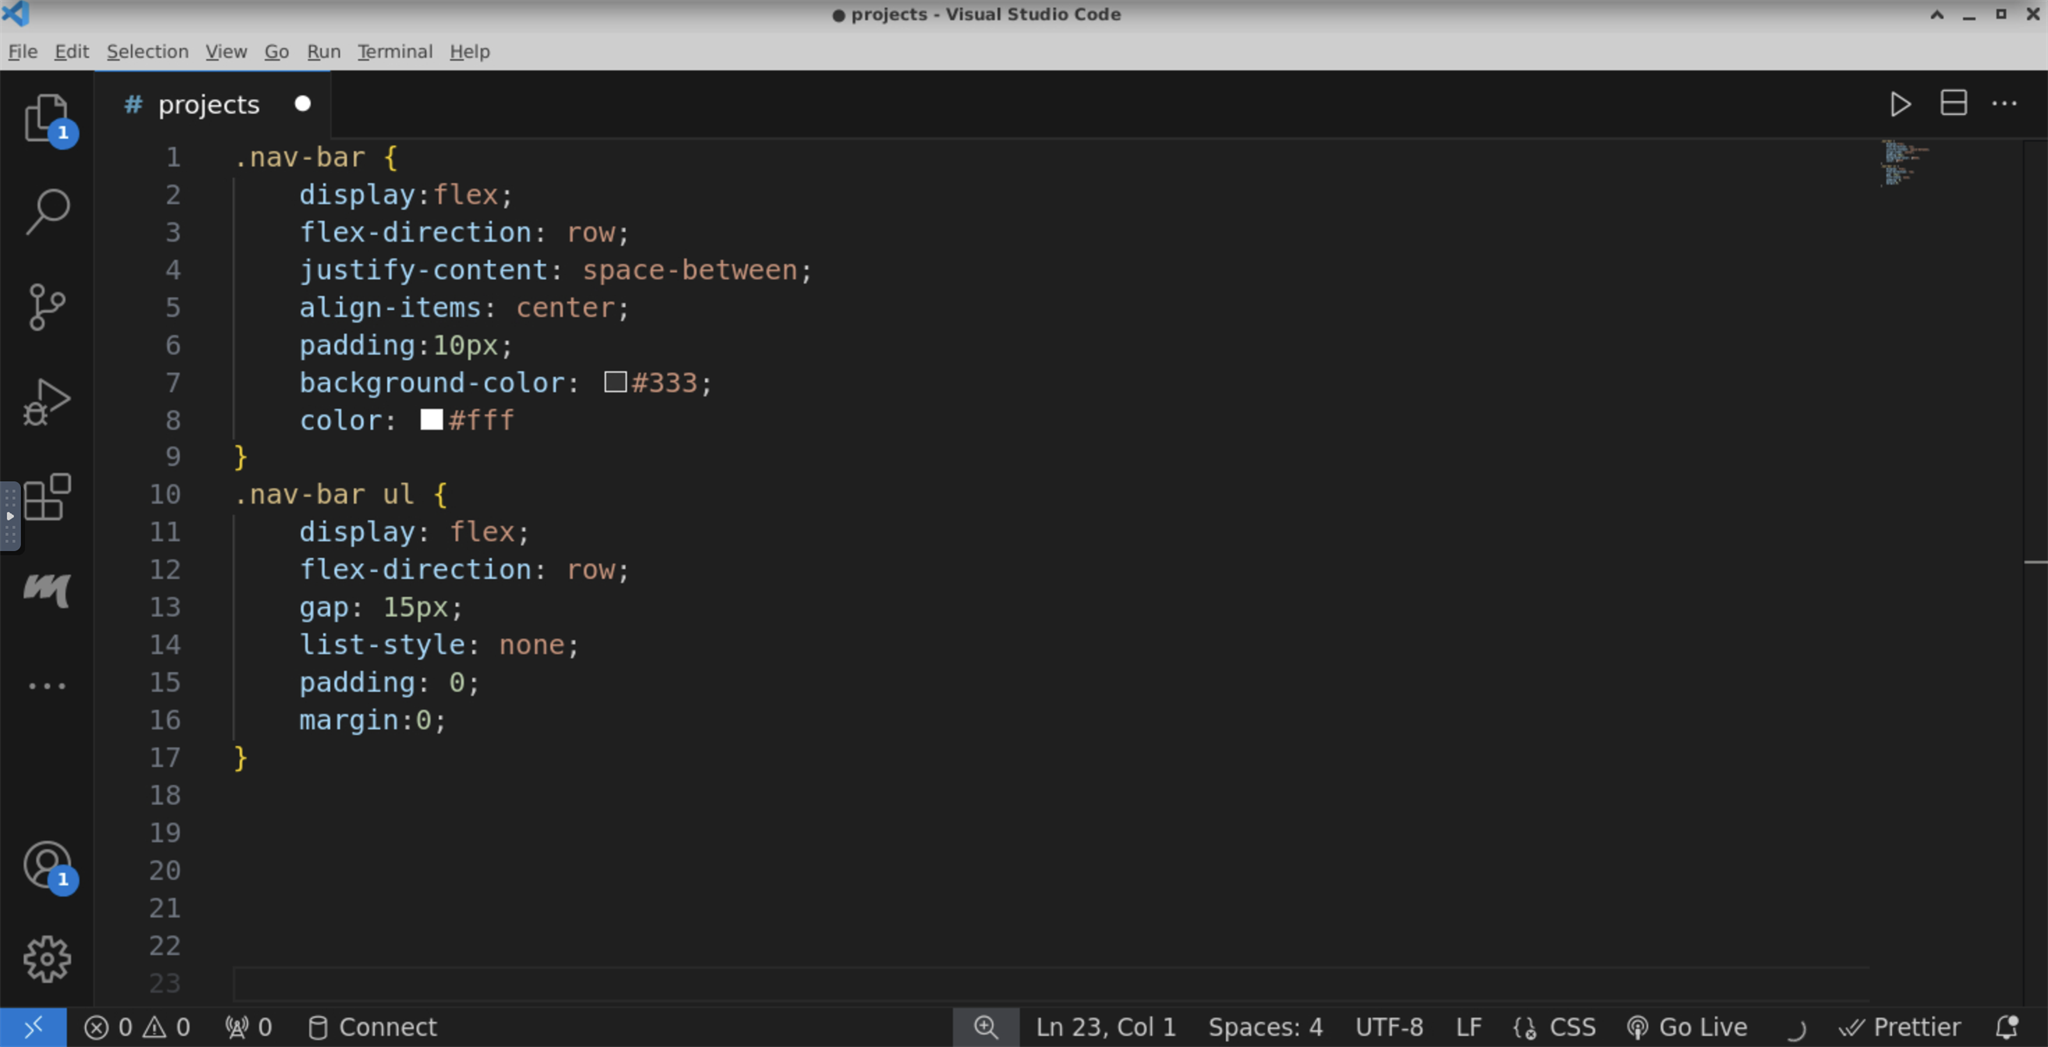 ● projects - Visual Studio Code
File Edit Selection View Go Run Terminal Help
# projects ●
1
1 .nav-bar {
2 display:flex;
3 flex-direction: row;
4 justify-content: space-between;
5 align-items: center;
6 padding:10px;
7 background-color: #333;
8 color: #fff
9 }
10 .nav-bar ul {
11 display: flex;
12 flex-direction: row;
13 gap: 15px;
14 list-style: none;
15 padding: 0;
16 margin:0;
17 }
18
19
20
21
22
23
1
0 0 0 Connect Ln 23, Col 1 Spaces: 4 UTF-8 LF {} CSS Go Live Prettier